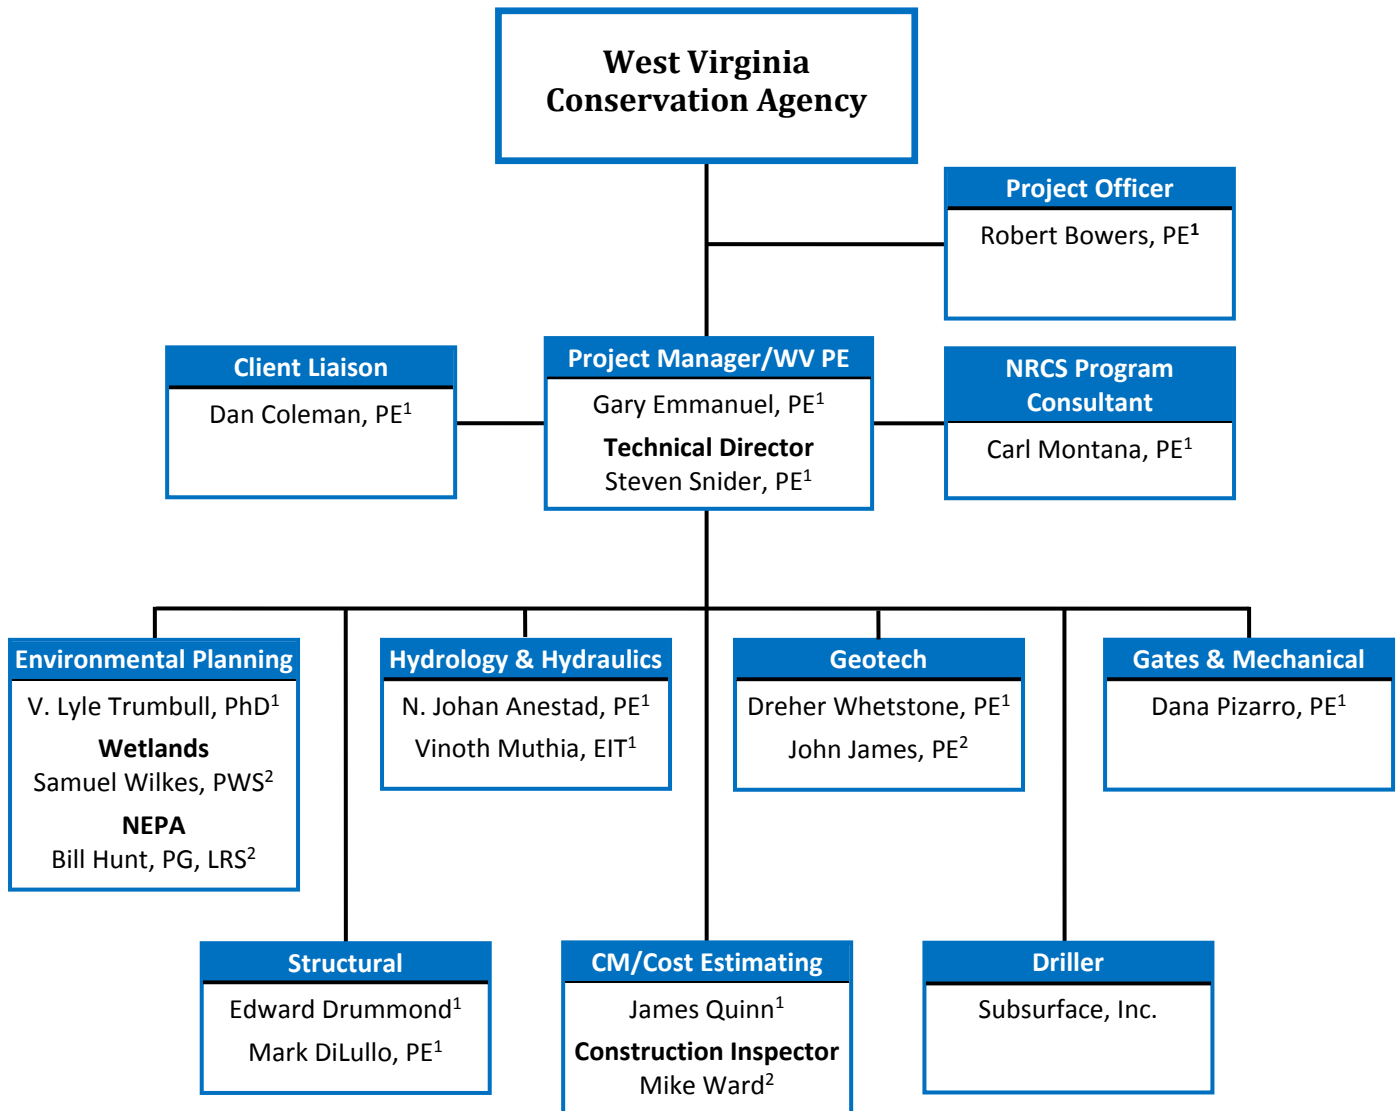 West Virginia
Conservation Agency
Project Officer
Robert Bowers, PE¹
Client Liaison
Dan Coleman, PE¹
Project Manager/WV PE
Gary Emmanuel, PE¹
Technical Director
Steven Snider, PE¹
NRCS Program
Consultant
Carl Montana, PE¹
Environmental Planning
V. Lyle Trumbull, PhD¹
Wetlands
Samuel Wilkes, PWS²
NEPA
Bill Hunt, PG, LRS²
Hydrology & Hydraulics
N. Johan Anestad, PE¹
Vinoth Muthia, EIT¹
Geotech
Dreher Whetstone, PE¹
John James, PE²
Gates & Mechanical
Dana Pizarro, PE¹
Structural
Edward Drummond¹
Mark DiLullo, PE¹
CM/Cost Estimating
James Quinn¹
Construction Inspector
Mike Ward²
Driller
Subsurface, Inc.